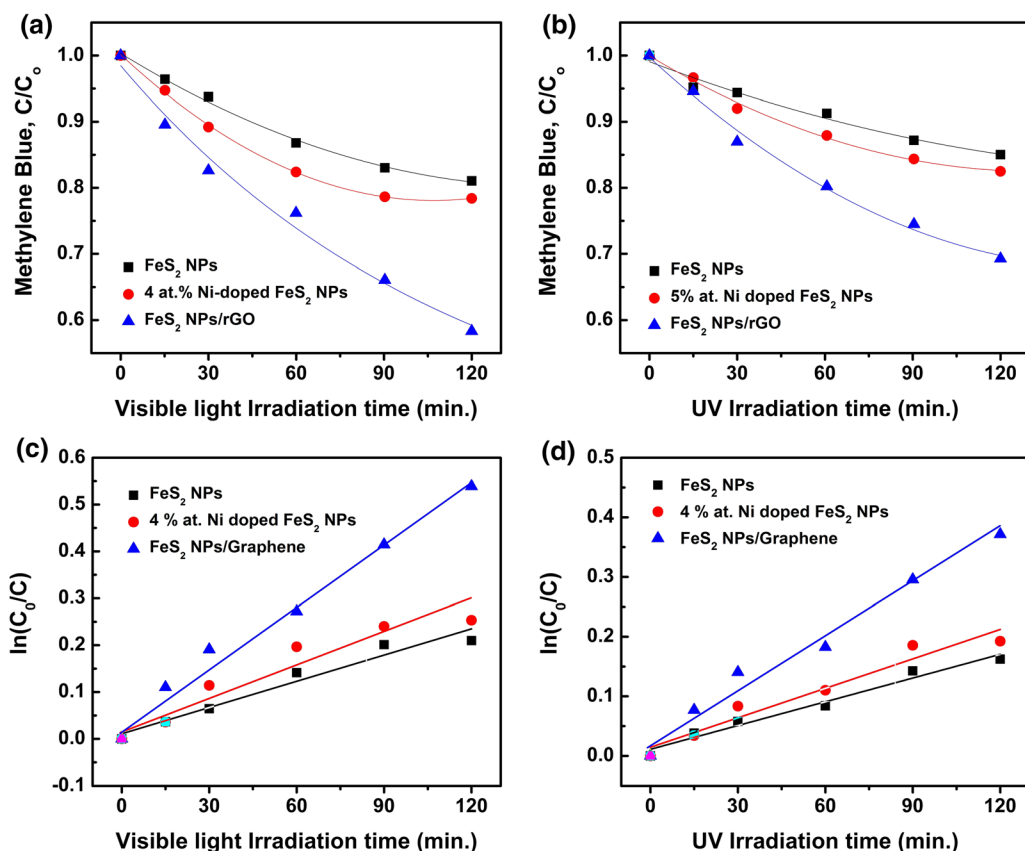 (a)
Methylene Blue, C/C₀
1.0
0.9
0.8
0.7
0.6
FeS₂ NPs
4 at.% Ni-doped FeS₂ NPs
FeS₂ NPs/rGO
0 30 60 90 120
Visible light Irradiation time (min.)
(b)
Methylene Blue, C/C₀
1.0
0.9
0.8
0.7
0.6
FeS₂ NPs
5% at. Ni doped FeS₂ NPs
FeS₂ NPs/rGO
0 30 60 90 120
UV Irradiation time (min.)
(c)
ln(C₀/C)
0.6
0.5
0.4
0.3
0.2
0.1
0.0
-0.1
FeS₂ NPs
4 % at. Ni doped FeS₂ NPs
FeS₂ NPs/Graphene
0 30 60 90 120
Visible light Irradiation time (min.)
(d)
ln(C₀/C)
0.5
0.4
0.3
0.2
0.1
0.0
FeS₂ NPs
4 % at. Ni doped FeS₂ NPs
FeS₂ NPs/Graphene
0 30 60 90 120
UV Irradiation time (min.)